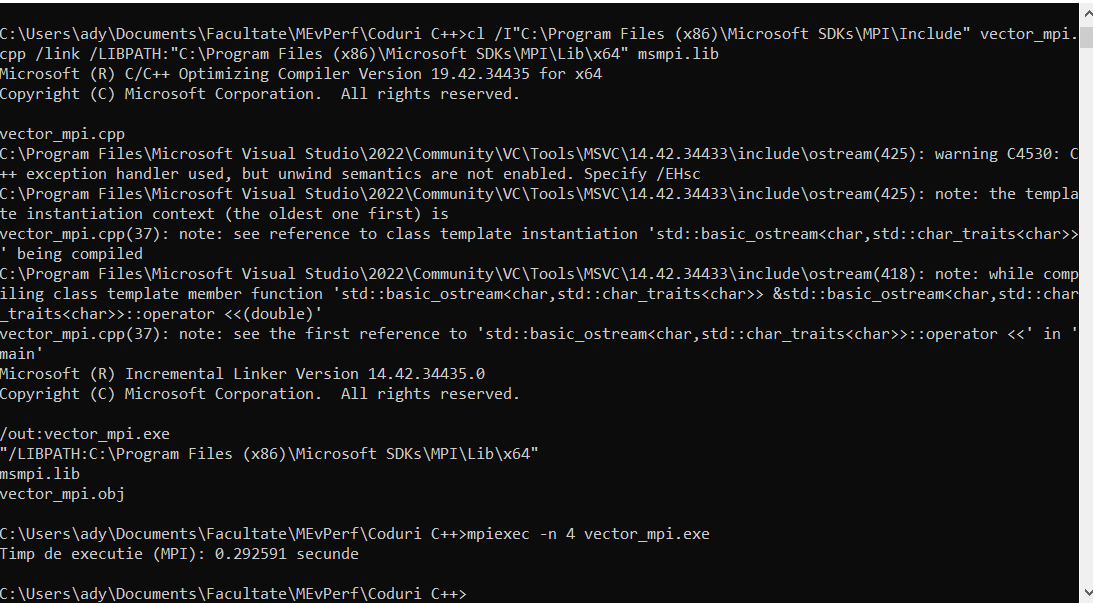 C:\Users\ady\Documents\Facultate\MEvPerf\Coduri C++>cl /I"C:\Program Files (x86)\Microsoft SDKs\MPI\Include" vector_mpi.
cpp /link /LIBPATH:"C:\Program Files (x86)\Microsoft SDKs\MPI\Lib\x64" msmpi.lib
Microsoft (R) C/C++ Optimizing Compiler Version 19.42.34435 for x64
Copyright (C) Microsoft Corporation.  All rights reserved.
vector_mpi.cpp
C:\Program Files\Microsoft Visual Studio\2022\Community\VC\Tools\MSVC\14.42.34433\include\ostream(425): warning C4530: C
++ exception handler used, but unwind semantics are not enabled. Specify /EHsc
C:\Program Files\Microsoft Visual Studio\2022\Community\VC\Tools\MSVC\14.42.34433\include\ostream(425): note: the templa
te instantiation context (the oldest one first) is
vector_mpi.cpp(37): note: see reference to class template instantiation 'std::basic_ostream<char,std::char_traits<char>>
' being compiled
C:\Program Files\Microsoft Visual Studio\2022\Community\VC\Tools\MSVC\14.42.34433\include\ostream(418): note: while comp
iling class template member function 'std::basic_ostream<char,std::char_traits<char>> &std::basic_ostream<char,std::char
_traits<char>>::operator <<(double)'
vector_mpi.cpp(37): note: see the first reference to 'std::basic_ostream<char,std::char_traits<char>>::operator <<' in '
main'
Microsoft (R) Incremental Linker Version 14.42.34435.0
Copyright (C) Microsoft Corporation.  All rights reserved.
/out:vector_mpi.exe
"/LIBPATH:C:\Program Files (x86)\Microsoft SDKs\MPI\Lib\x64"
msmpi.lib
vector_mpi.obj
C:\Users\ady\Documents\Facultate\MEvPerf\Coduri C++>mpiexec -n 4 vector_mpi.exe
Timp de executie (MPI): 0.292591 secunde
C:\Users\ady\Documents\Facultate\MEvPerf\Coduri C++>